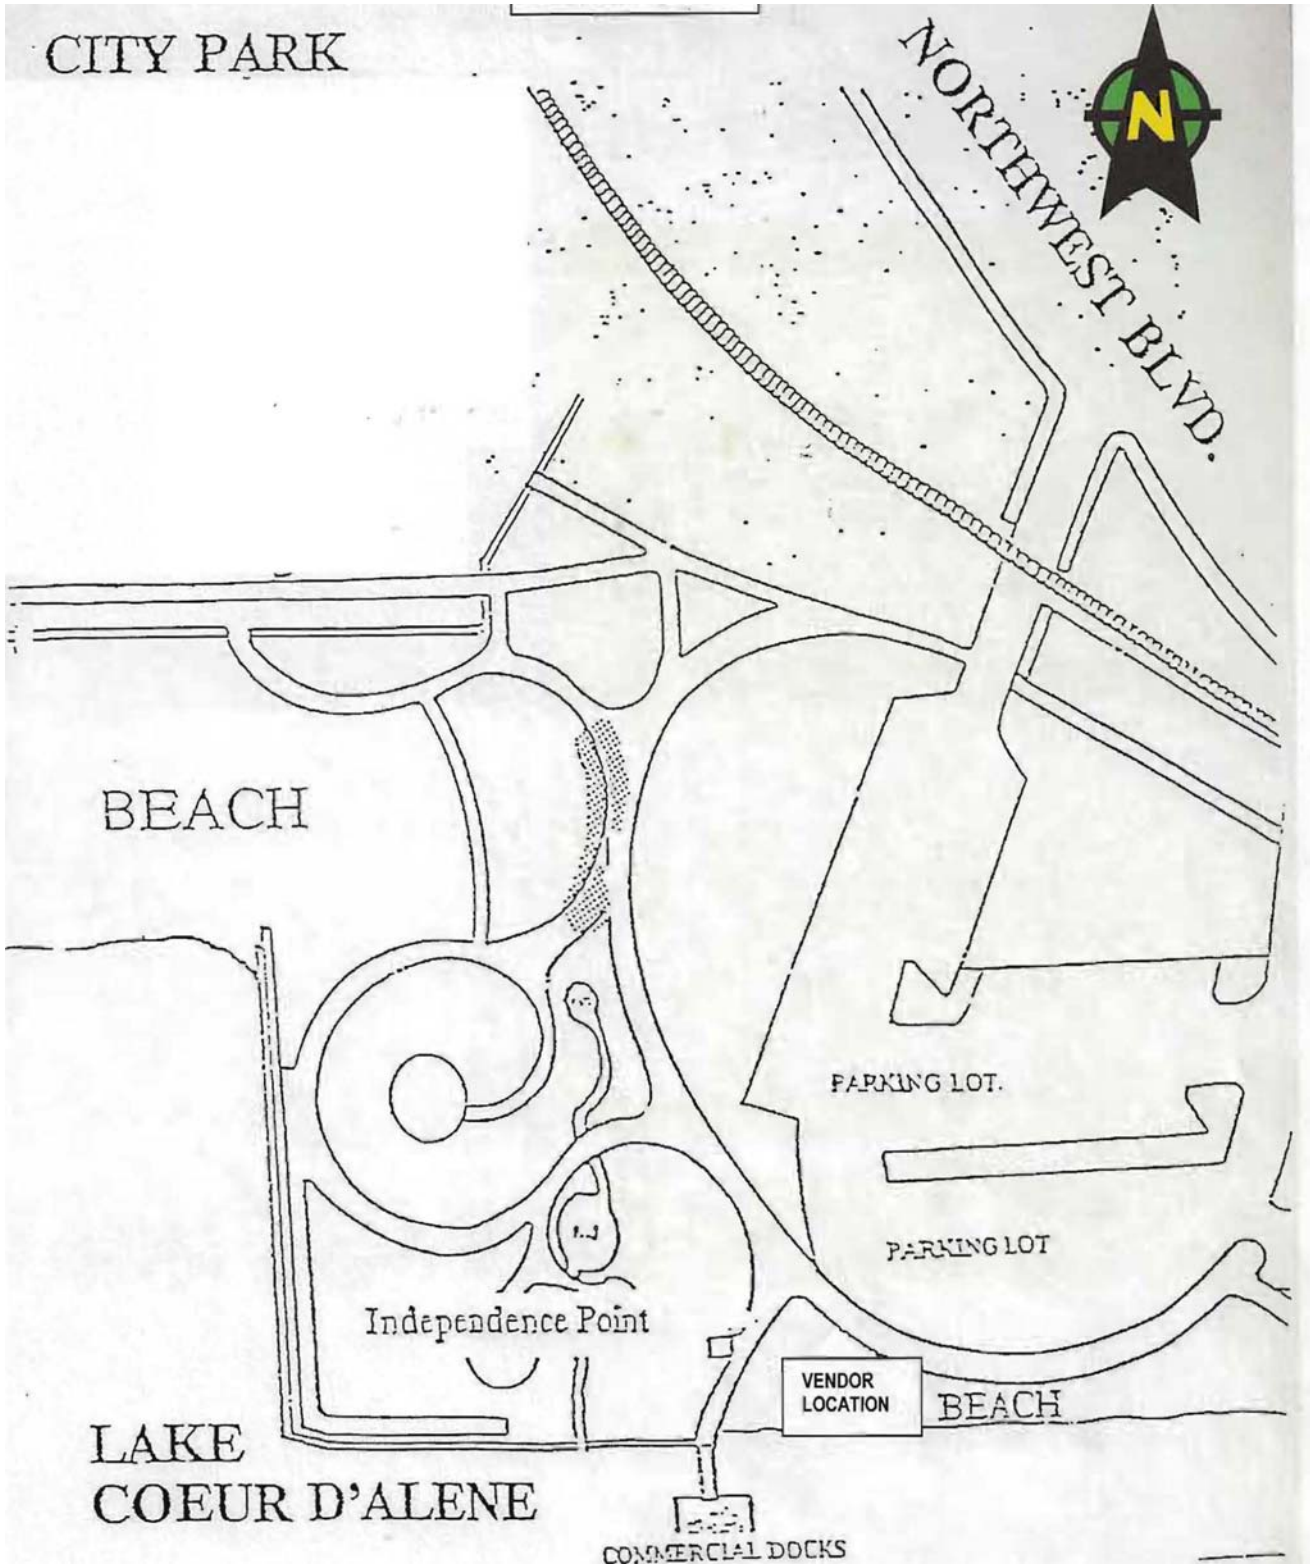 CITY PARK
N
NORTHWEST BLVD.
BEACH
PARKING LOT.
PARKING LOT
Independence Point
VENDOR
LOCATION
BEACH
LAKE
COEUR D'ALENE
COMMERCIAL DOCKS